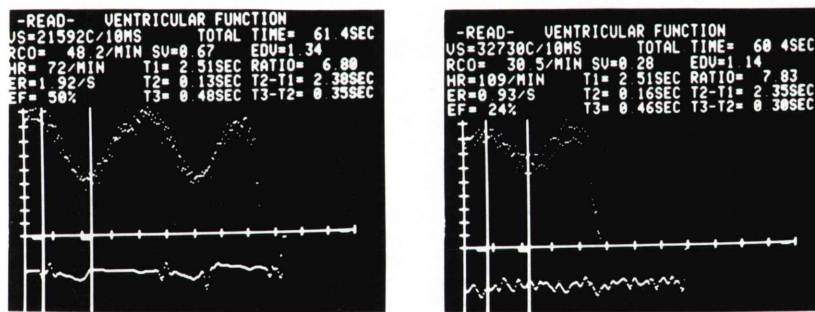 -READ- VENTRICULAR FUNCTION
VS=21592C/10MS TOTAL TIME= 61.4SEC
RCO= 48.2/MIN SV=0.67 EDV=1.34
HR= 72/MIN T1= 2.51SEC RATIO= 6.80
ER=1.92/S T2= 0.13SEC T2-T1= 2.38SEC
EF= 50% T3= 0.48SEC T3-T2= 0.35SEC
-READ- VENTRICULAR FUNCTION
VS=32730C/10MS TOTAL TIME= 60 4SEC
RCO= 30.5/MIN SV=0.28 EDV=1.14
HR=109/MIN T1= 2.51SEC RATIO= 7.83
ER=0.93/S T2= 0.16SEC T2-T1= 2.35SEC
EF= 24% T3= 0.46SEC T3-T2= 0.30SEC